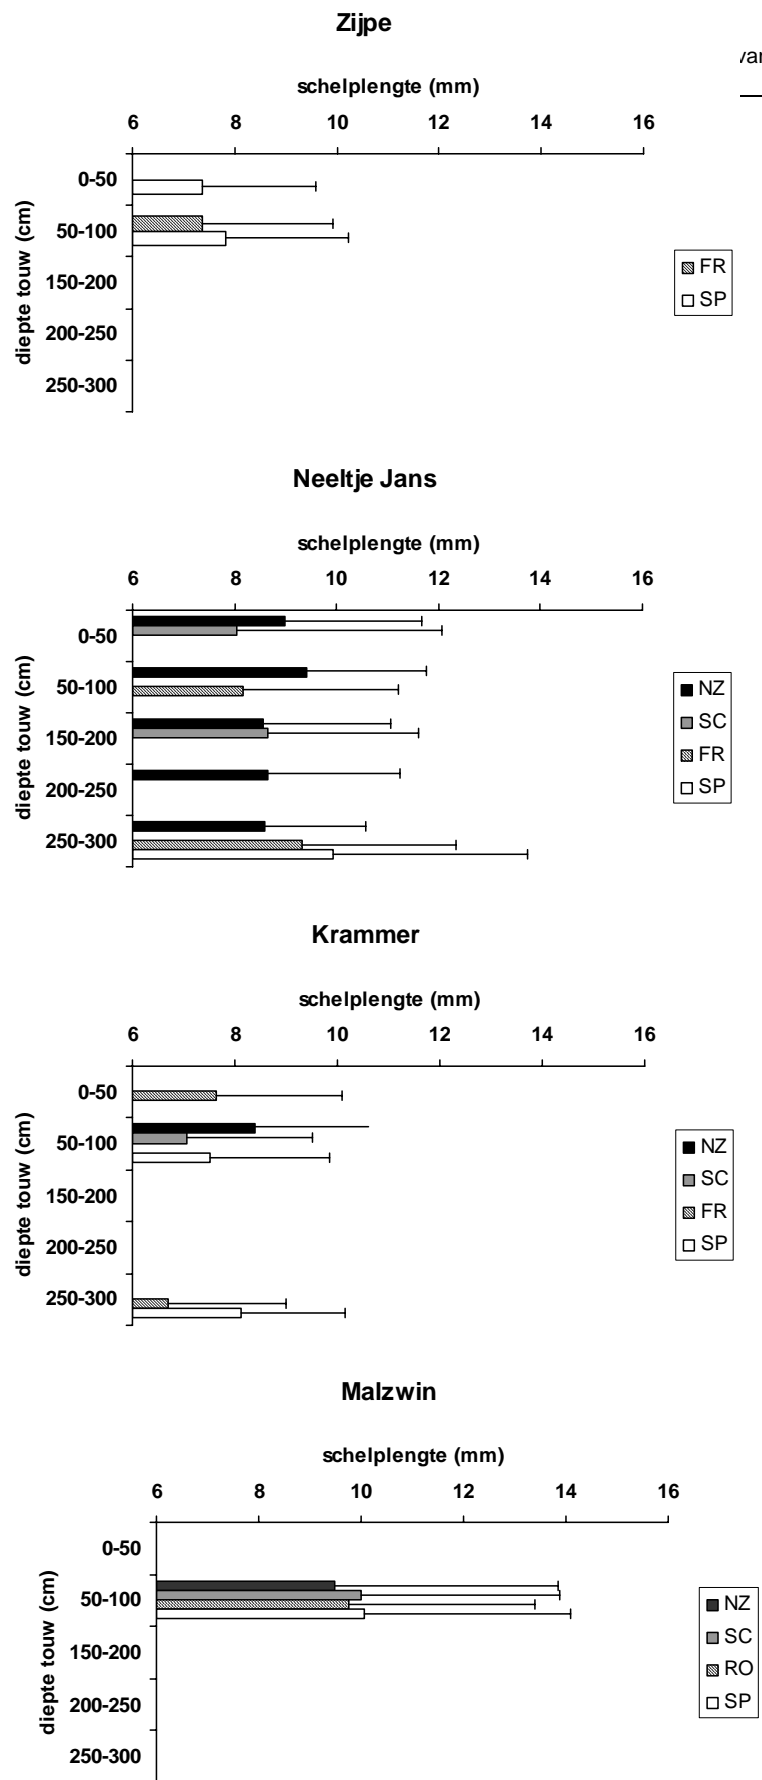 Zijpe
schelplengte (mm)
6 8 10 12 14 16
diepte touw (cm)
0-50
50-100
150-200
200-250
250-300
FR
SP
Neeltje Jans
schelplengte (mm)
6 8 10 12 14 16
diepte touw (cm)
0-50
50-100
150-200
200-250
250-300
NZ
SC
FR
SP
Krammer
schelplengte (mm)
6 8 10 12 14 16
diepte touw (cm)
0-50
50-100
150-200
200-250
250-300
NZ
SC
FR
SP
Malzwin
schelplengte (mm)
6 8 10 12 14 16
diepte touw (cm)
0-50
50-100
150-200
200-250
250-300
NZ
SC
RO
SP